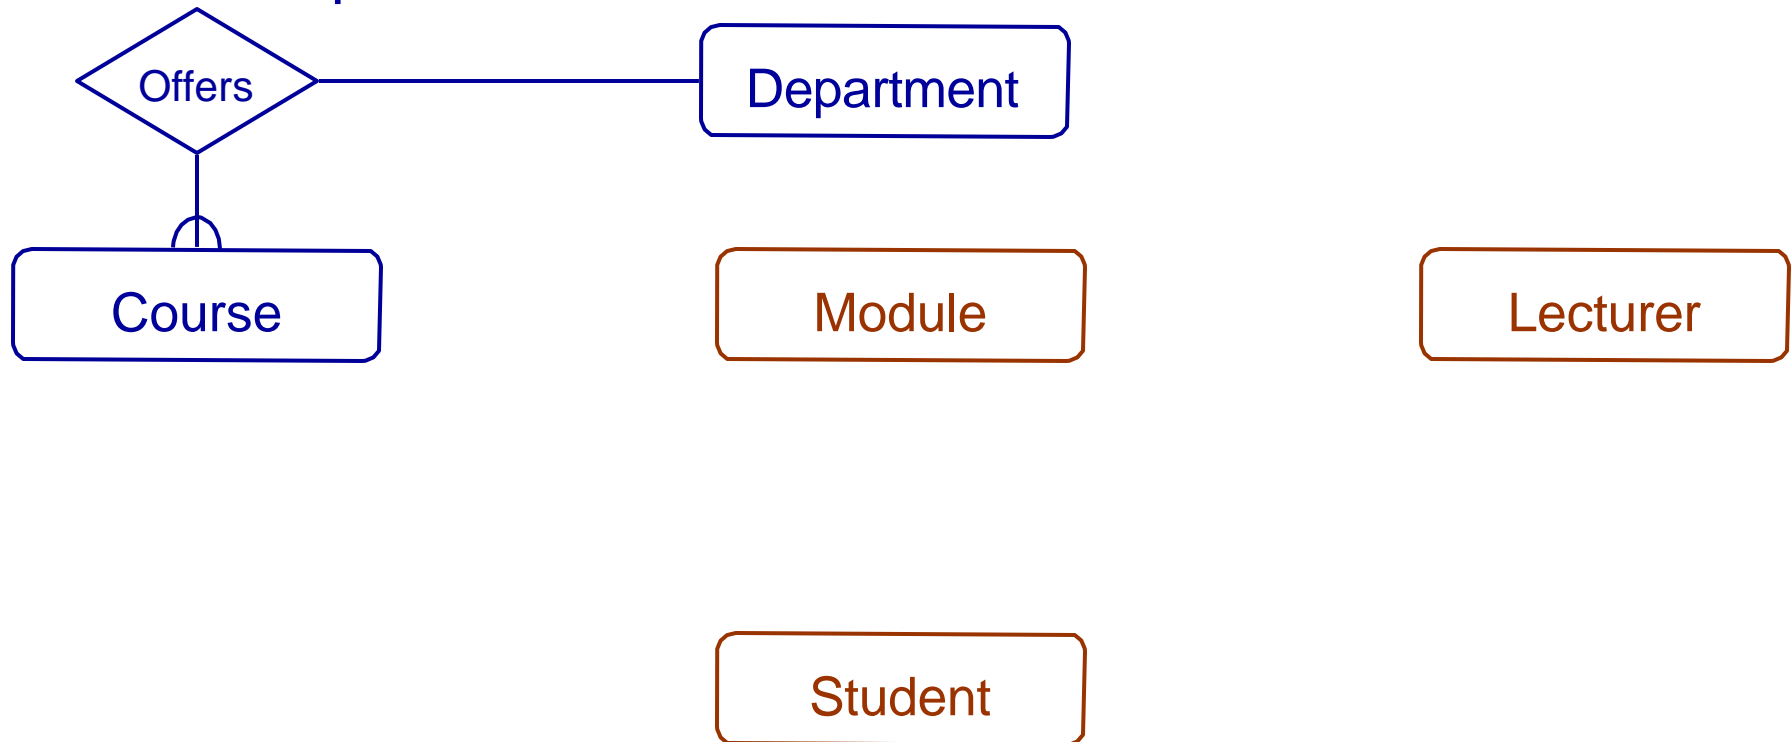 Offers
Department
Course
Module
Lecturer
Student